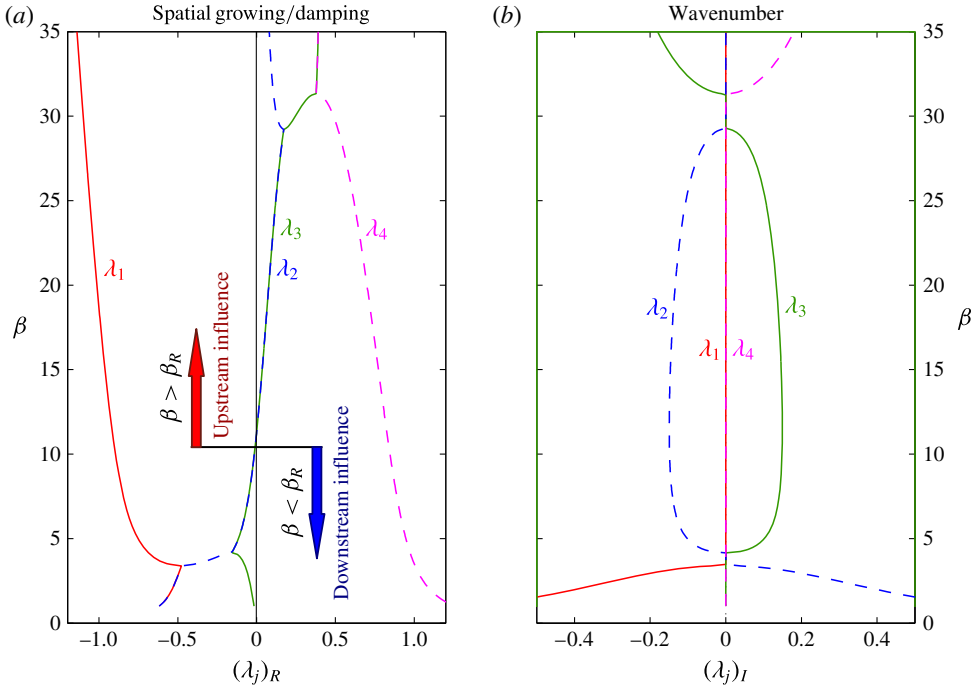 (a) Spatial growing/damping
35
30
25
20
15
10
5
0
β
λ1
λ3
λ2
λ4
β > βR
Upstream influence
β < βR
Downstream influence
−1.0 −0.5 0 0.5 1.0
(λj)R
(b) Wavenumber
35
30
25
20
15
10
5
0
β
λ2
λ3
λ1
λ4
−0.4 −0.2 0 0.2 0.4
(λj)I